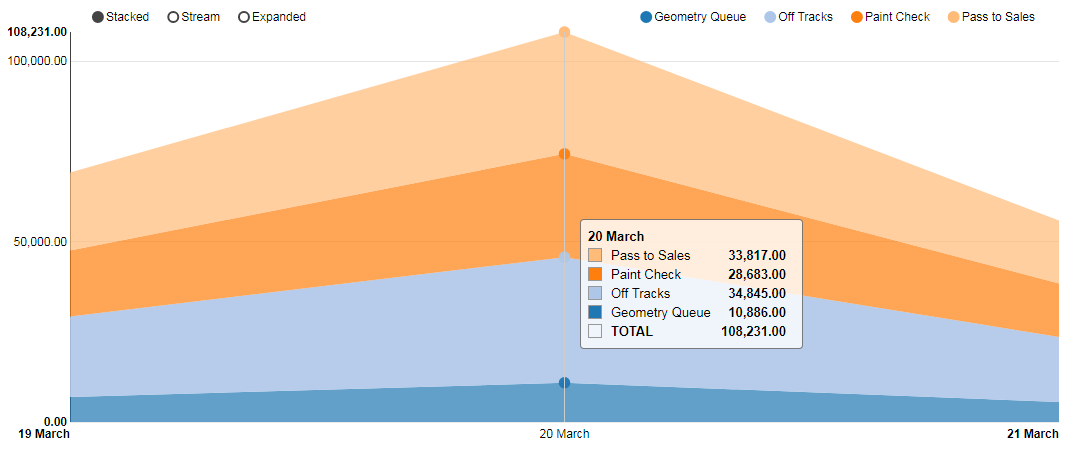 Stacked Stream Expanded Geometry Queue Off Tracks Paint Check Pass to Sales
108,231.00
100,000.00
50,000.00
20 March
Pass to Sales 33,817.00
Paint Check 28,683.00
Off Tracks 34,845.00
Geometry Queue 10,886.00
TOTAL 108,231.00
0.00
19 March 20 March 21 March